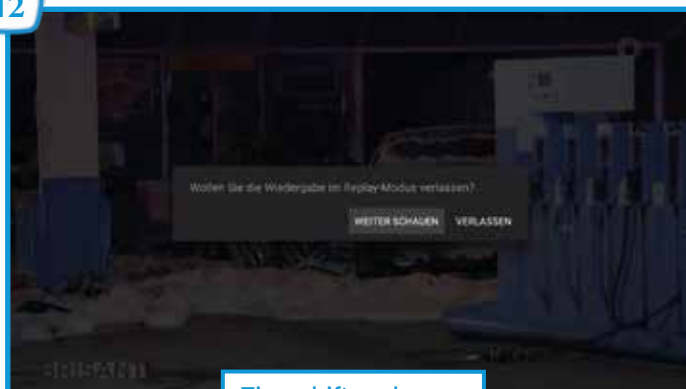 12
Wollen Sie die Wiedergabe im Replay-Modus verlassen?
WEITER SCHAUEN VERLASSEN
BRISANT